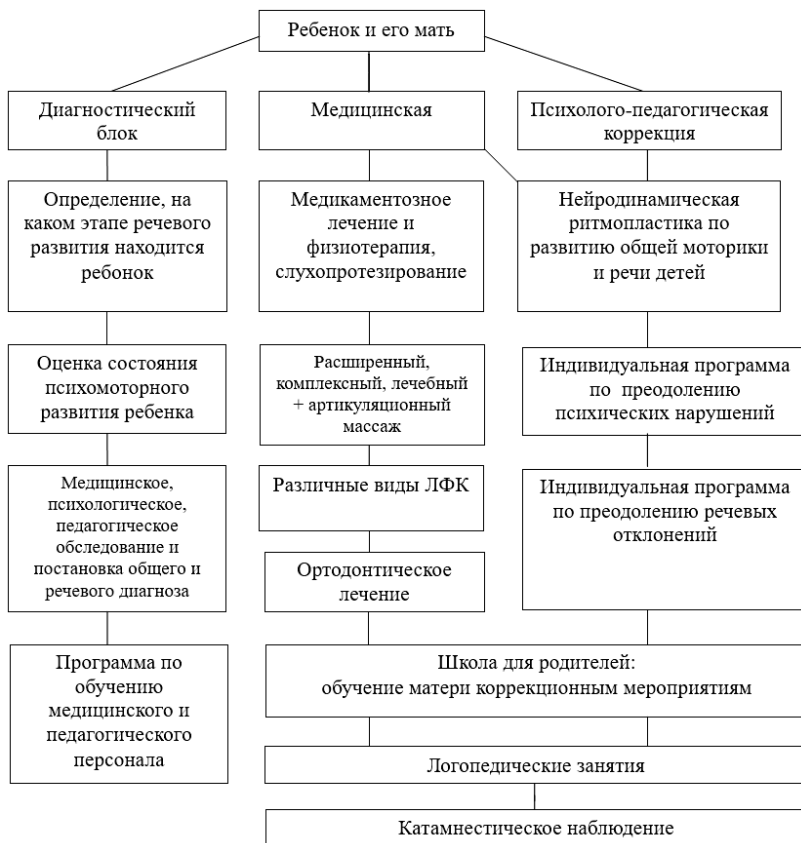 Ребенок и его мать
Диагностический
блок
Медицинская
Психолого-педагогическая
коррекция
Определение, на
каком этапе речевого
развития находится
ребонок
Медикаментозное
лечение и
физиотерапия,
слухопротезирование
Нейродинамическая
ритмопластика по
развитию общей моторики
и речи детей
Оценка состояния
психомоторного
развития ребенка
Расширенный,
комплексный, лечебный
+ артикуляционный
массаж
Индивидуальная программа
по преодолению
психических нарушений
Медицинское,
психологическое,
педагогическое
обследование и
постановка общего и
речевого диагноза
Различные виды ЛФК
Индивидуальная программа
по преодолению речевых
отклонений
Ортодонтическое
лечение
Программа по
обучению
медицинского и
педагогического
персонала
Школа для родителей:
обучение матери коррекционным мероприятиям
Логопедические занятия
Катамнестическое наблюдение